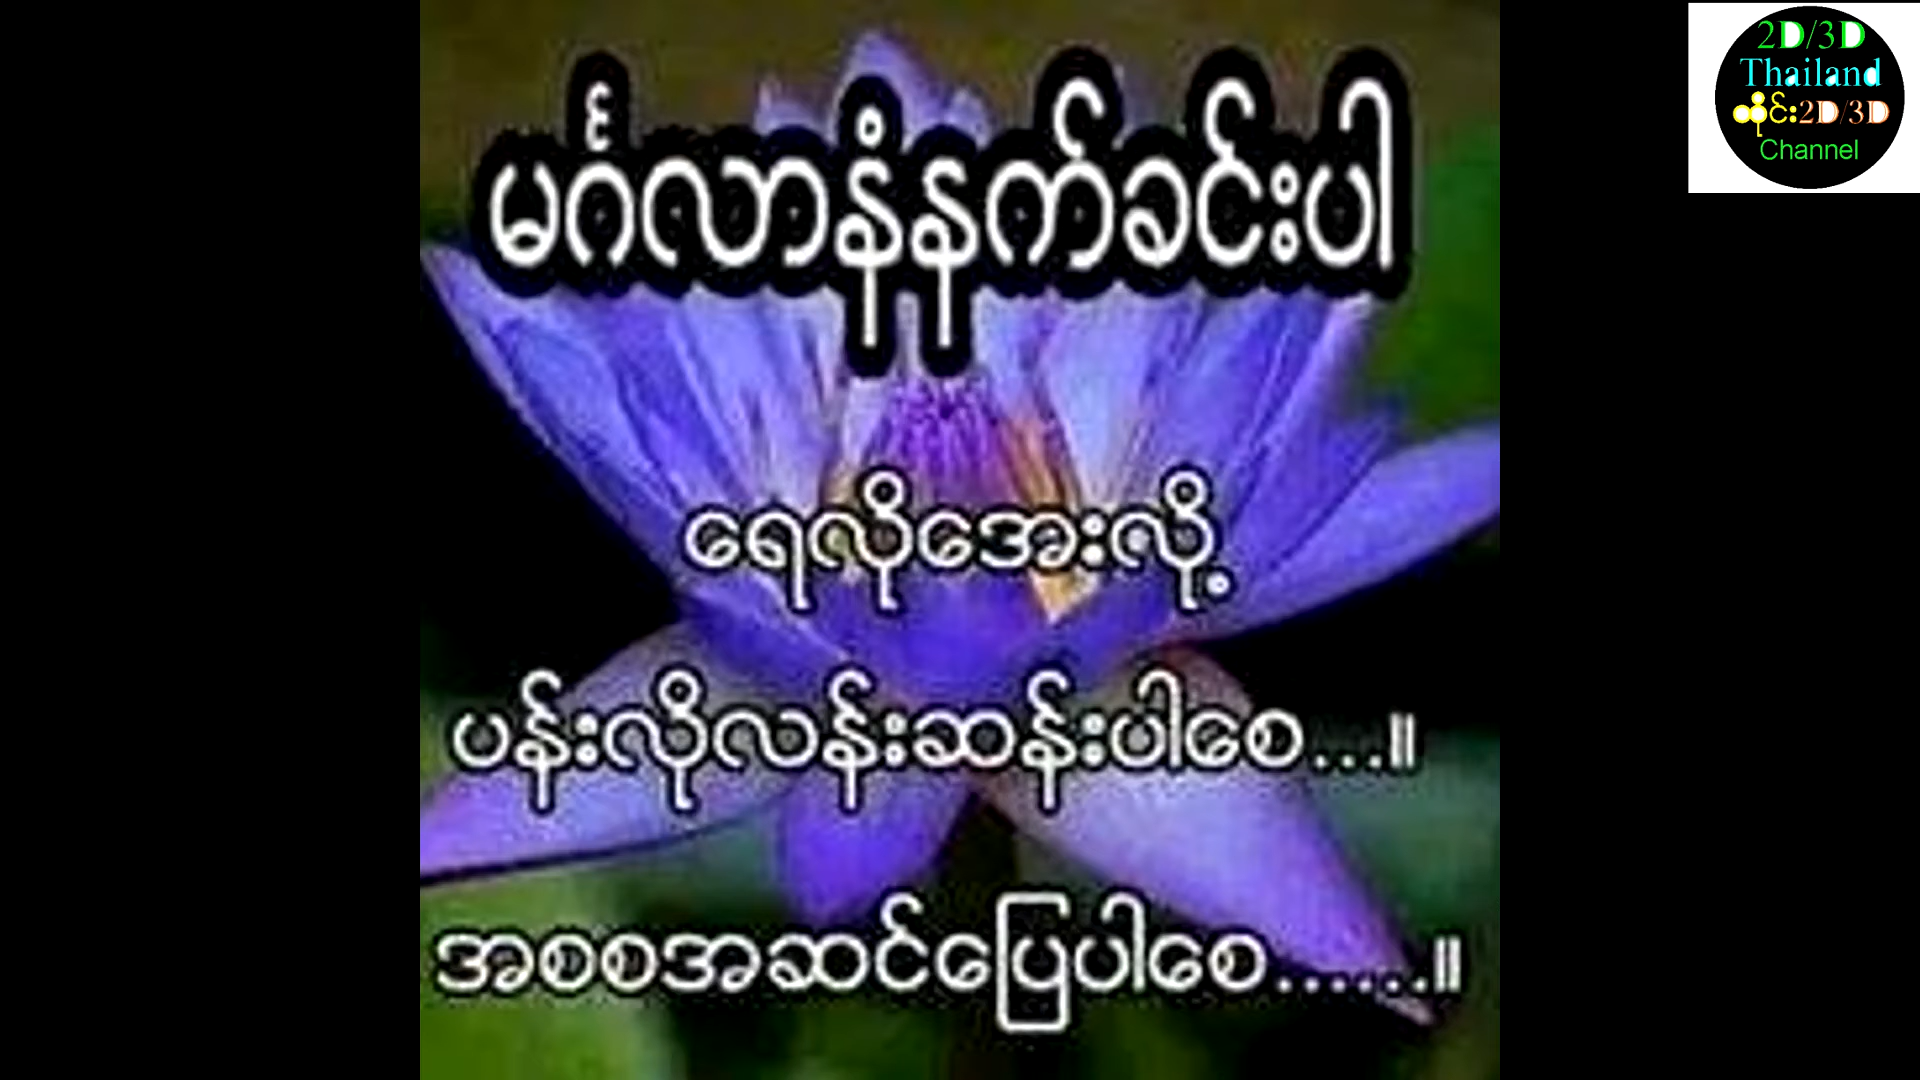 မင်္ဂလာနံနက်ခင်းပါ
ရေလိုအေးလို့
ပန်းလိုလန်းဆန်းပါစေ...။
အစစအဆင်ပြေပါစေ......။
2D/3D
Thailand
ထိုင်း2D/3D
Channel